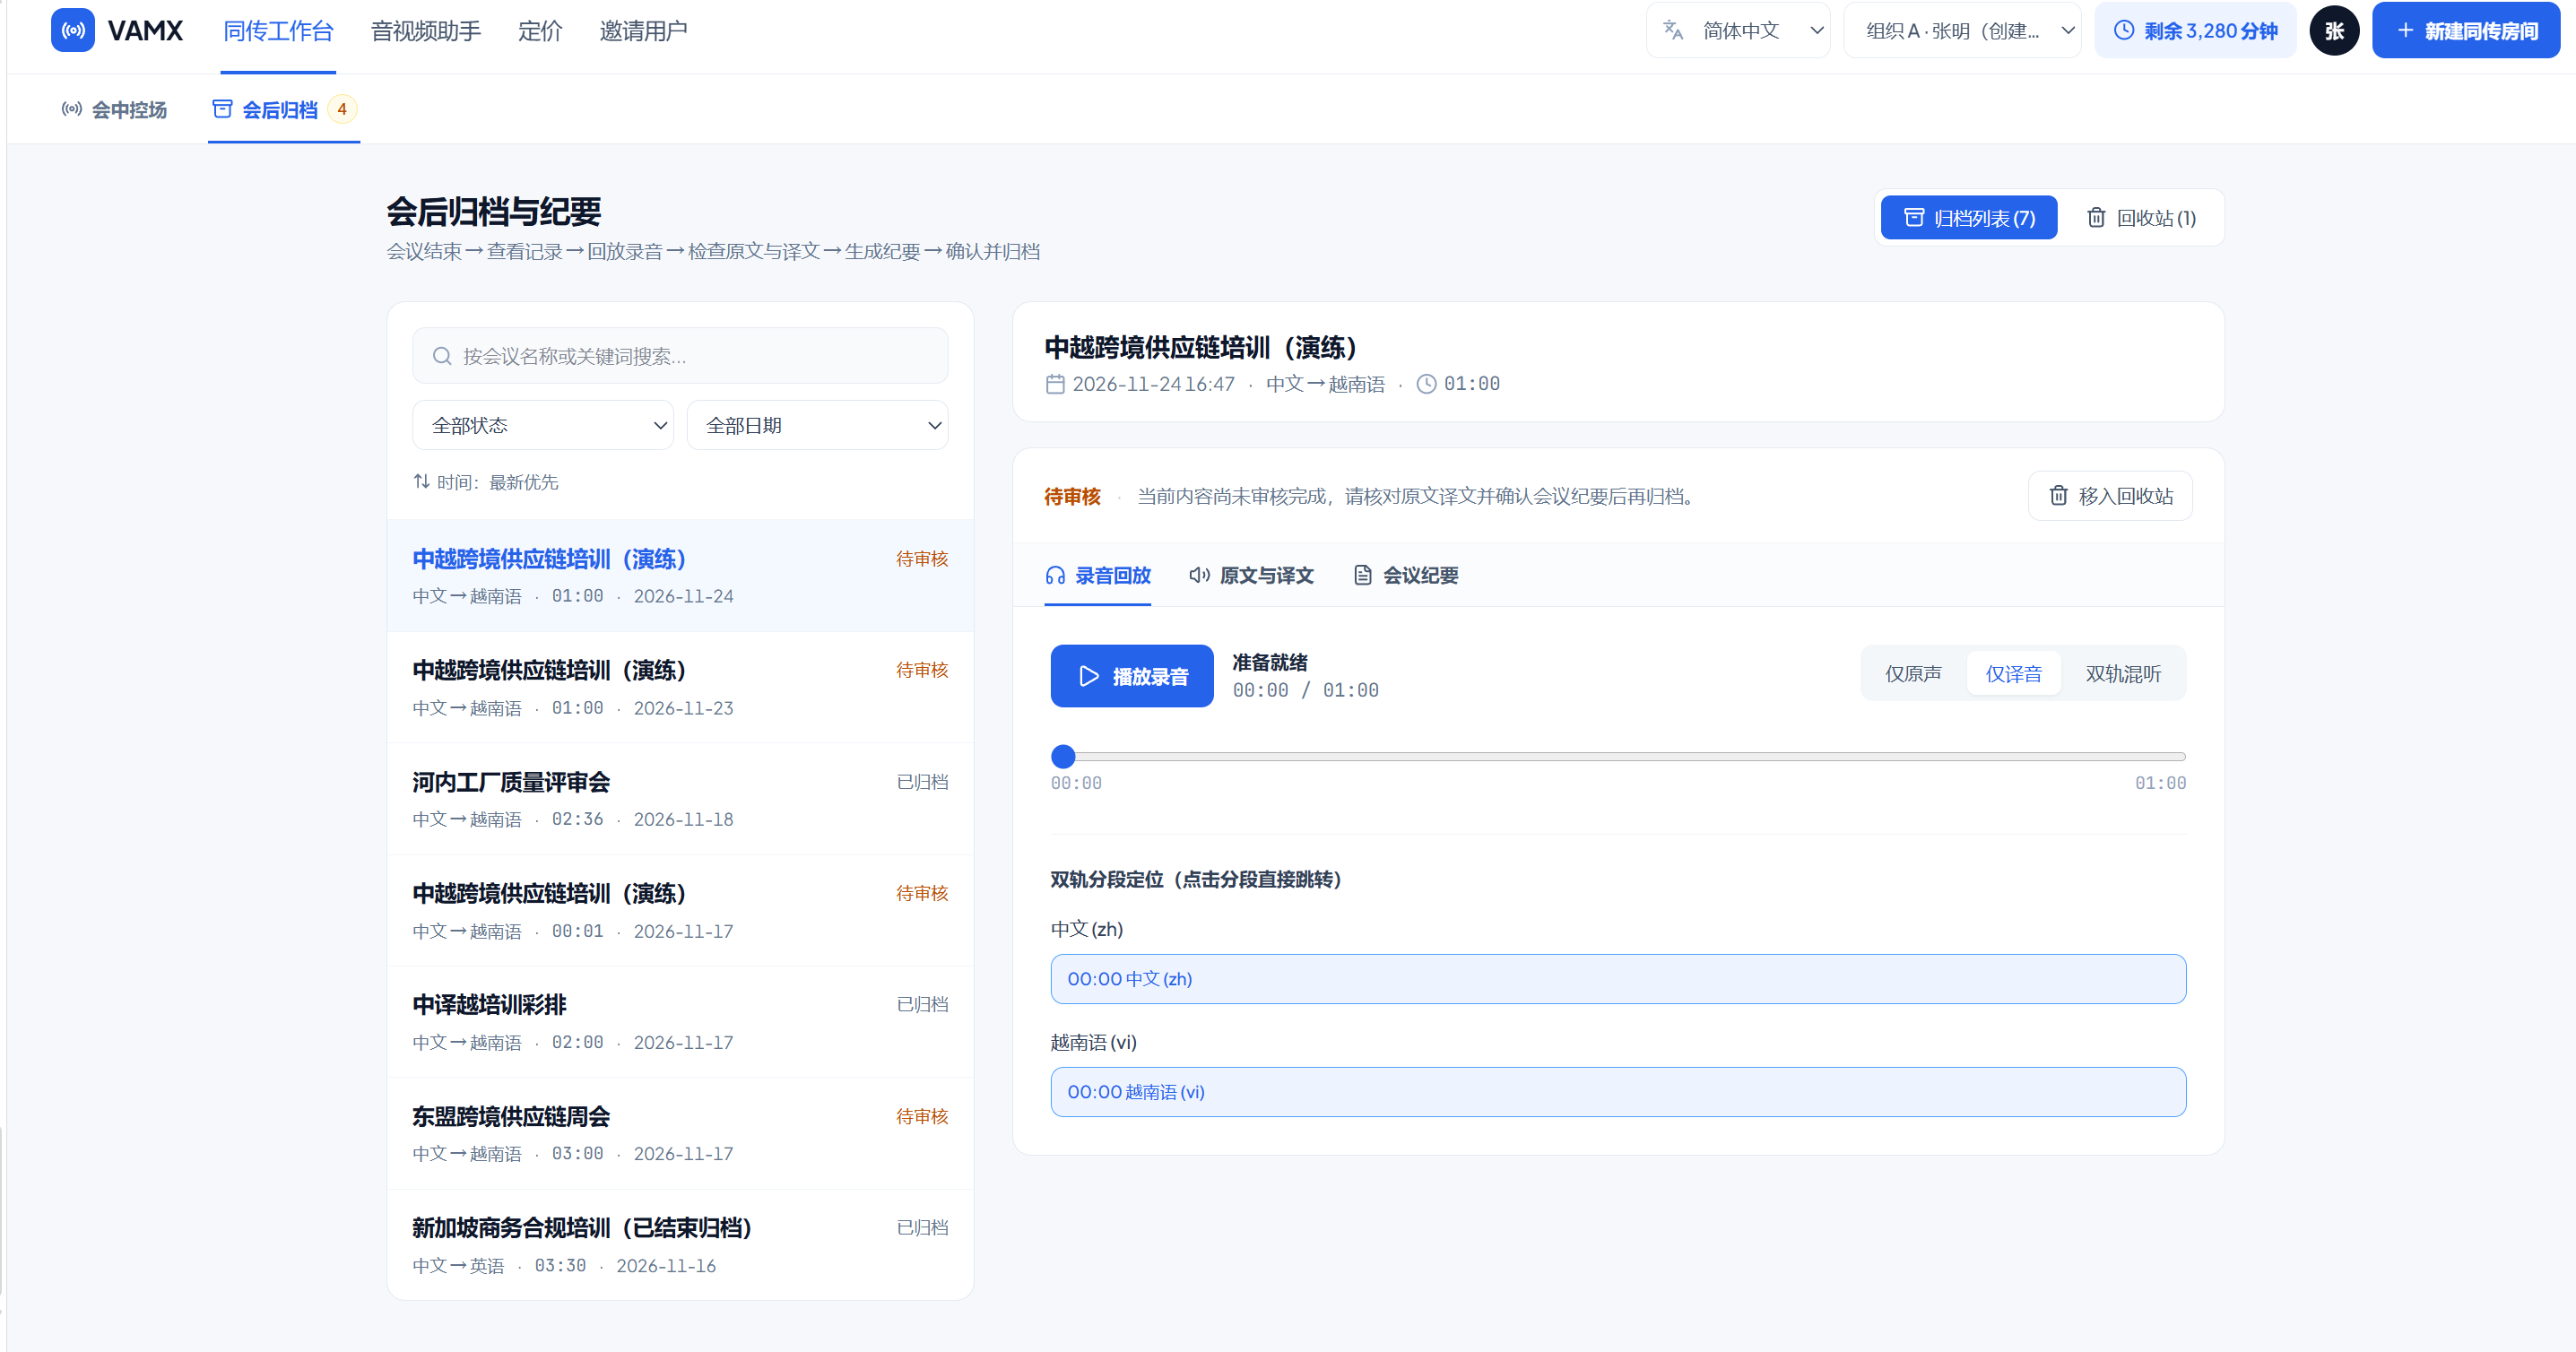 VAMX
同传工作台
音视频助手
定价
邀请用户
简体中文
组织 A · 张明（创建...
剩余 3,280 分钟
张
+ 新建同传房间
会中控场
会后归档 4
会后归档与纪要
会议结束→查看记录→回放录音→检查原文与译文→生成纪要→确认并归档
归档列表 (7)
回收站 (1)
按会议名称或关键词搜索...
全部状态
全部日期
时间：最新优先
中越跨境供应链培训（演练）
待审核
中文→越南语 · 01:00 · 2026-11-24
中越跨境供应链培训（演练）
待审核
中文→越南语 · 01:00 · 2026-11-23
河内工厂质量评审会
已归档
中文→越南语 · 02:36 · 2026-11-18
中越跨境供应链培训（演练）
待审核
中文→越南语 · 00:01 · 2026-11-17
中译越培训彩排
已归档
中文→越南语 · 02:00 · 2026-11-17
东盟跨境供应链周会
待审核
中文→越南语 · 03:00 · 2026-11-17
新加坡商务合规培训（已结束归档）
已归档
中文→英语 · 03:30 · 2026-11-16
中越跨境供应链培训（演练）
2026-11-24 16:47 · 中文→越南语 · 01:00
待审核 · 当前内容尚未审核完成，请核对原文译文并确认会议纪要后再归档。
移入回收站
录音回放
原文与译文
会议纪要
播放录音
准备就绪
00:00 / 01:00
仅原声
仅译音
双轨混听
00:00
01:00
双轨分段定位（点击分段直接跳转）
中文 (zh)
00:00 中文 (zh)
越南语 (vi)
00:00 越南语 (vi)